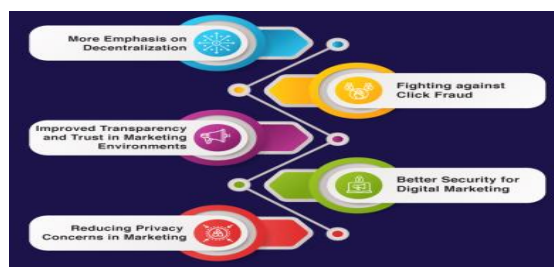 More Emphasis on
Decentralization
Fighting against
Click Fraud
Improved Transparency
and Trust in Marketing
Environments
Better Security for
Digital Marketing
Reducing Privacy
Concerns in Marketing